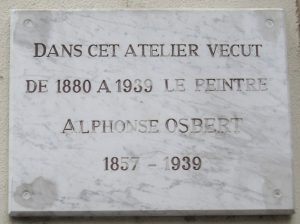 DANS CET ATELIER VECUT
DE 1880 A 1939 LE PEINTRE
ALPHONSE OSBERT
1857 - 1939